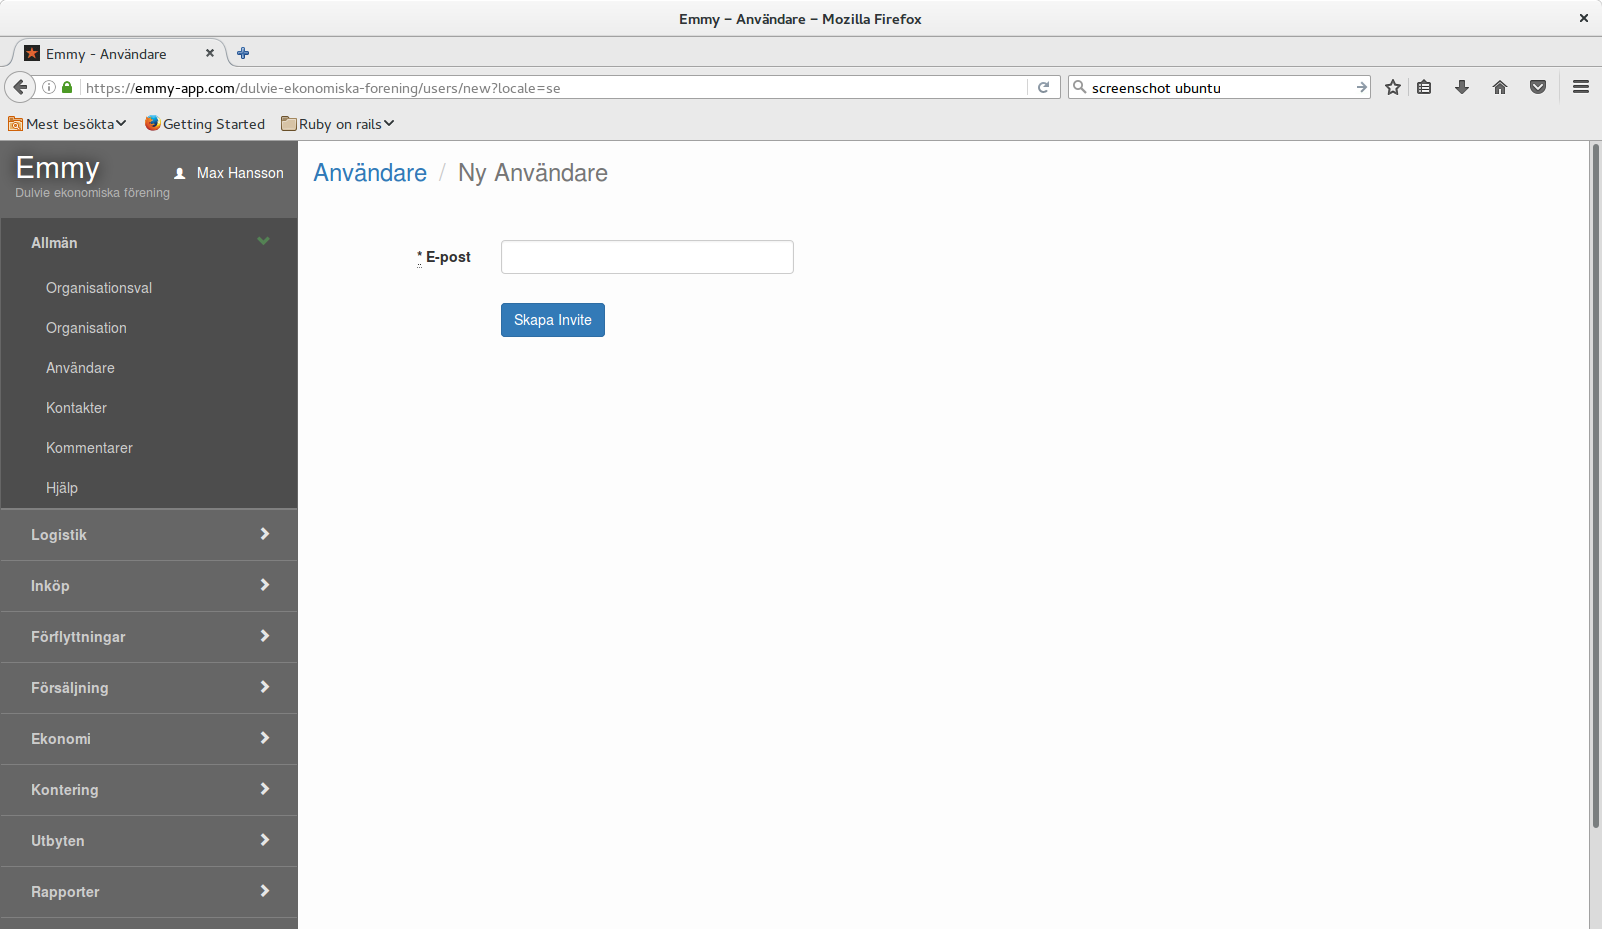 Emmy – Användare – Mozilla Firefox
Emmy - Användare
https://emmy-app.com/dulvie-ekonomiska-forening/users/new?locale=se
screenschot ubuntu
Mest besökta Getting Started Ruby on rails
Emmy
Max Hansson
Dulvie ekonomiska förening
Allmän
Organisationsval
Organisation
Användare
Kontakter
Kommentarer
Hjälp
Logistik
Inköp
Förflyttningar
Försäljning
Ekonomi
Kontering
Utbyten
Rapporter
Användare / Ny Användare
* E-post
Skapa Invite